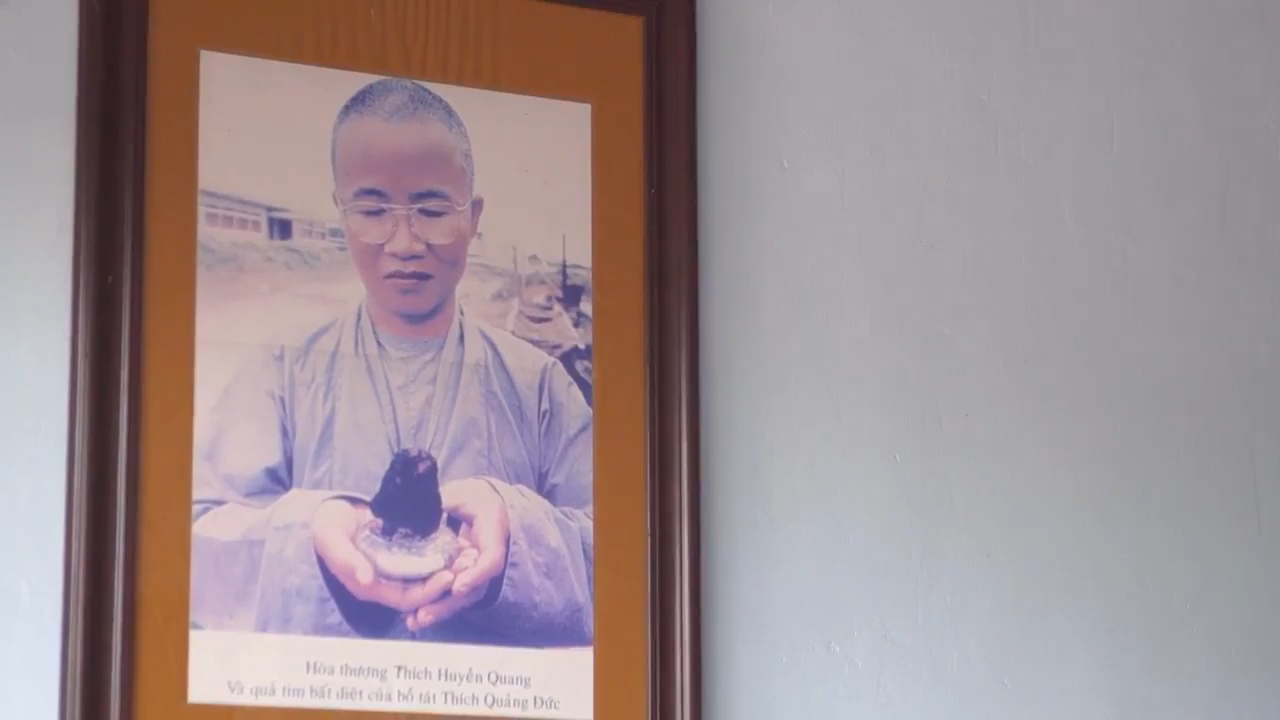 Hòa thượng Thích Huyền Quang
Và quả tim bất diệt của bồ tát Thích Quảng Đức